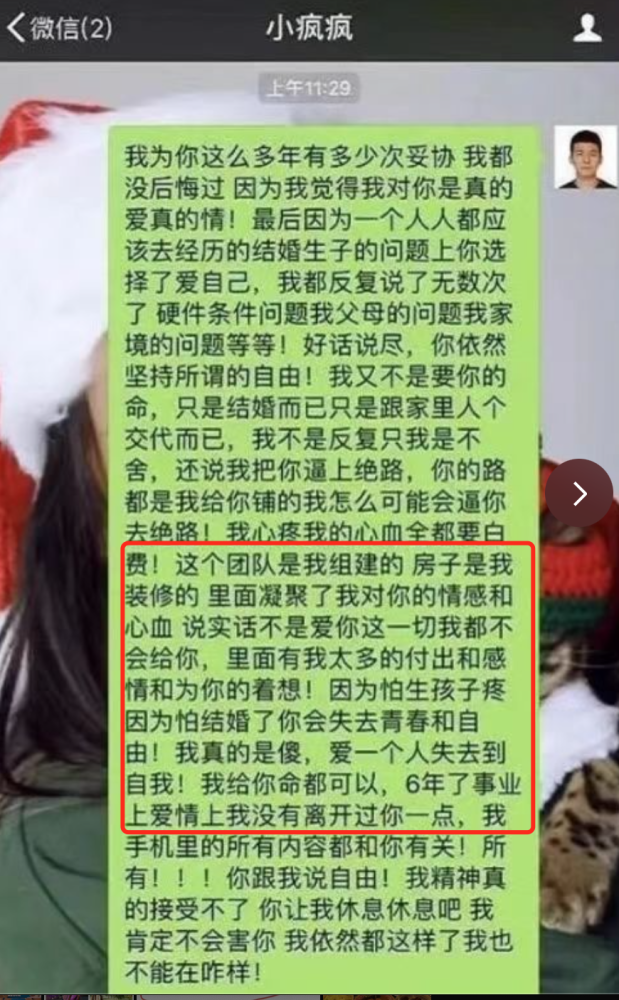 微信(2)
小疯疯
上午11:29
我为你这么多年有多少次妥协 我都
没后悔过 因为我觉得我对你是真的
爱真的情！最后因为一个人人都应
该去经历的结婚生子的问题上你选
择了爱自己，我都反复说了无数次
了 硬件条件问题我父母的问题我家
境的问题等等！好话说尽，你依然
坚持所谓的自由！我又不是要你的
命，只是结婚而已只是跟家里人个
交代而已，我不是反复只我是不
舍，还说我把你逼上绝路，你的路
都是我给你铺的我怎么可能会逼你
去绝路！我心疼我的心血全都要白
费！这个团队是我组建的 房子是我
装修的 里面凝聚了我对你的情感和
心血 说实话不是爱你这一切我都不
会给你，里面有我太多的付出和感
情和为你的着想！因为怕生孩子疼
因为怕结婚了你会失去青春和自
由！我真的是傻，爱一个人失去到
自我！我给你命都可以，6年了事业
上爱情上我没有离开过你一点，我
手机里的所有内容都和你有关！所
有！！！你跟我说自由！我精神真
的接受不了 你让我休息休息吧 我
肯定不会害你 我依然都这样了我也
不能在咋样！